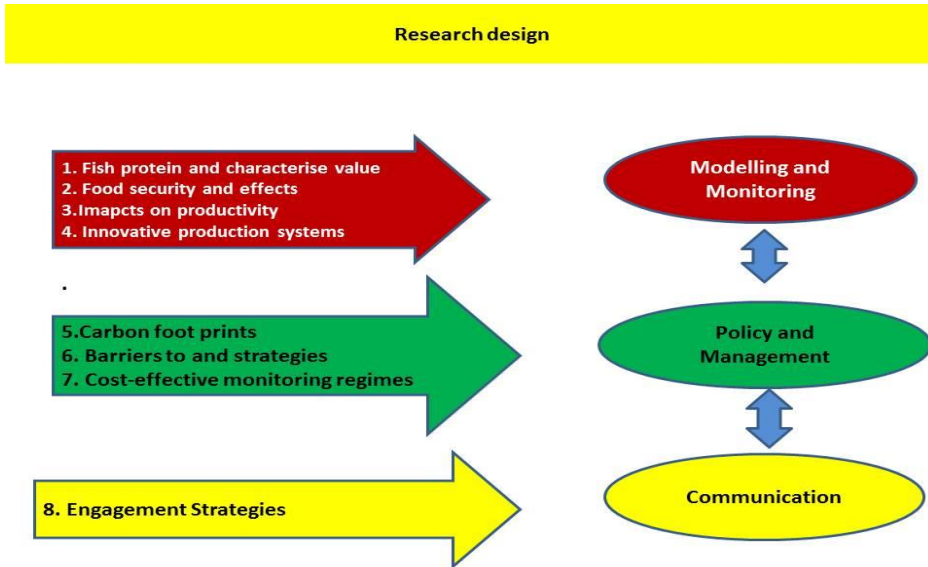 Research design
1. Fish protein and characterise value
2. Food security and effects
3.Imapcts on productivity
4. Innovative production systems
Modelling and
Monitoring
.
5.Carbon foot prints
6. Barriers to and strategies
7. Cost-effective monitoring regimes
Policy and
Management
8. Engagement Strategies
Communication